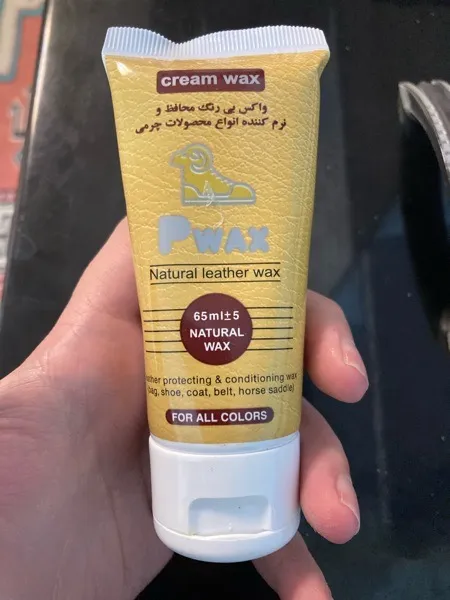 cream wax
واکس بی رنگ محافظ و
نرم کننده انواع محصولات چرمی
PWAX
Natural leather wax
65ml±5
NATURAL
WAX
protecting & conditioning wax
bag, shoe, coat, belt, horse saddle)
FOR ALL COLORS